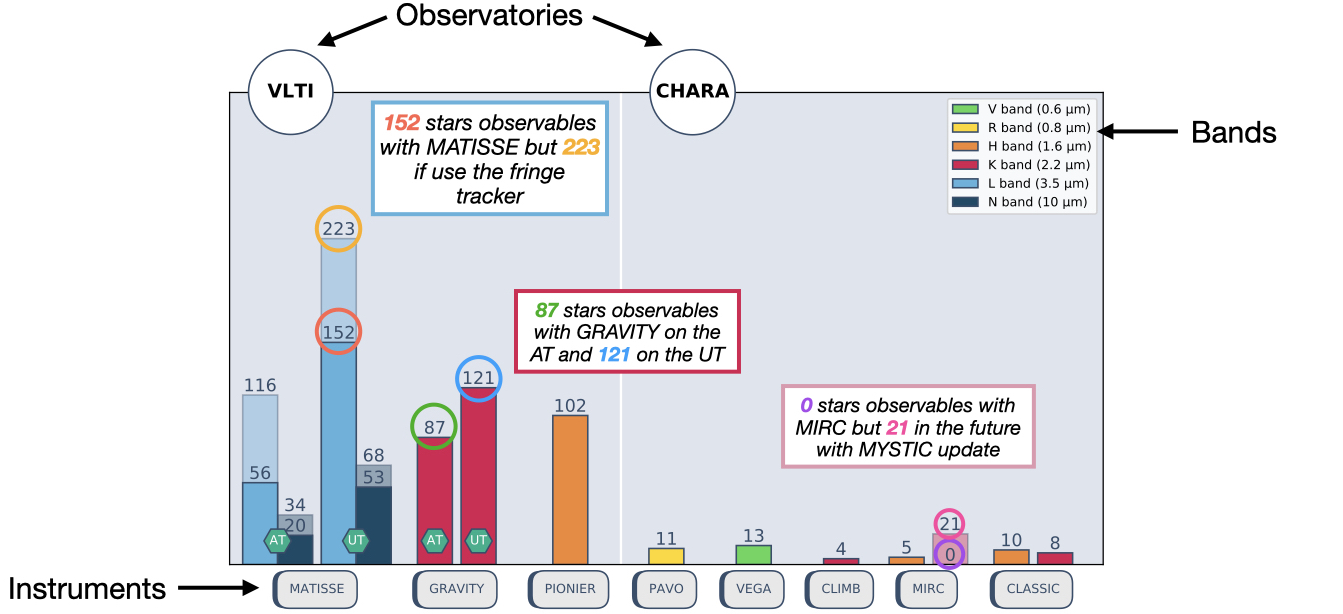 Observatories
VLTI
CHARA
152 stars observables
with MATISSE but 223
if use the fringe
tracker
V band (0.6 µm)
R band (0.8 µm)
H band (1.6 µm)
K band (2.2 µm)
L band (3.5 µm)
N band (10 µm)
Bands
223
152
87 stars observables
with GRAVITY on the
AT and 121 on the UT
116
121
0 stars observables with
MIRC but 21 in the future
with MYSTIC update
87
102
56
68
53
34
20
21
AT
UT
AT
UT
11
13
4
5
0
10
8
Instruments
MATISSE
GRAVITY
PIONIER
PAVO
VEGA
CLIMB
MIRC
CLASSIC